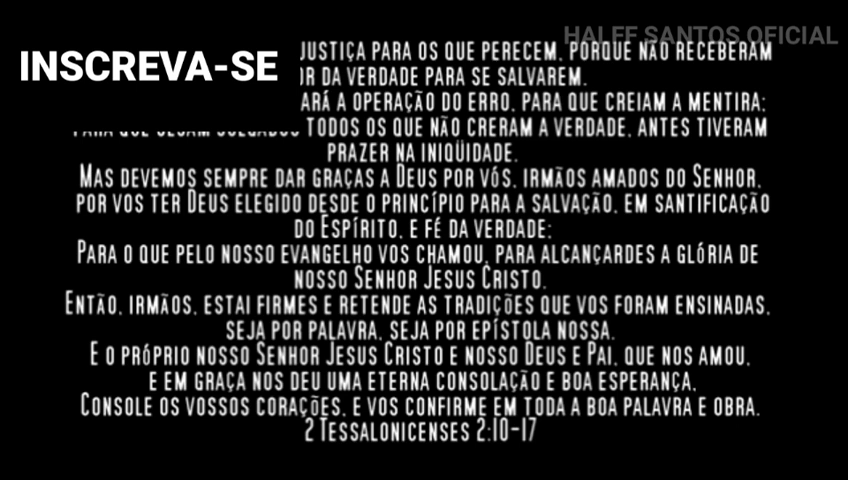 HALEF SANTOS OFICIAL
INSCREVA-SE
JUSTIÇA PARA OS QUE PERECEM, PORQUE NÃO RECEBERAM
DA VERDADE PARA SE SALVAREM.
A OPERAÇÃO DO ERRO, PARA QUE CREIAM A MENTIRA;
TODOS OS QUE NÃO CRERAM A VERDADE, ANTES TIVERAM
PRAZER NA INIQÜIDADE.
MAS DEVEMOS SEMPRE DAR GRAÇAS A DEUS POR VÓS, IRMÃOS AMADOS DO SENHOR,
POR VOS TER DEUS ELEGIDO DESDE O PRINCÍPIO PARA A SALVAÇÃO, EM SANTIFICAÇÃO
DO ESPÍRITO, E FÉ DA VERDADE;
PARA O QUE PELO NOSSO EVANGELHO VOS CHAMOU, PARA ALCANÇARDES A GLÓRIA DE
NOSSO SENHOR JESUS CRISTO.
ENTÃO, IRMÃOS, ESTAI FIRMES E RETENDE AS TRADIÇÕES QUE VOS FORAM ENSINADAS,
SEJA POR PALAVRA, SEJA POR EPÍSTOLA NOSSA.
E O PRÓPRIO NOSSO SENHOR JESUS CRISTO E NOSSO DEUS E PAI, QUE NOS AMOU,
E EM GRAÇA NOS DEU UMA ETERNA CONSOLAÇÃO E BOA ESPERANÇA,
CONSOLE OS VOSSOS CORAÇÕES, E VOS CONFIRME EM TODA A BOA PALAVRA E OBRA.
2 TESSALONICENSES 2:10-17